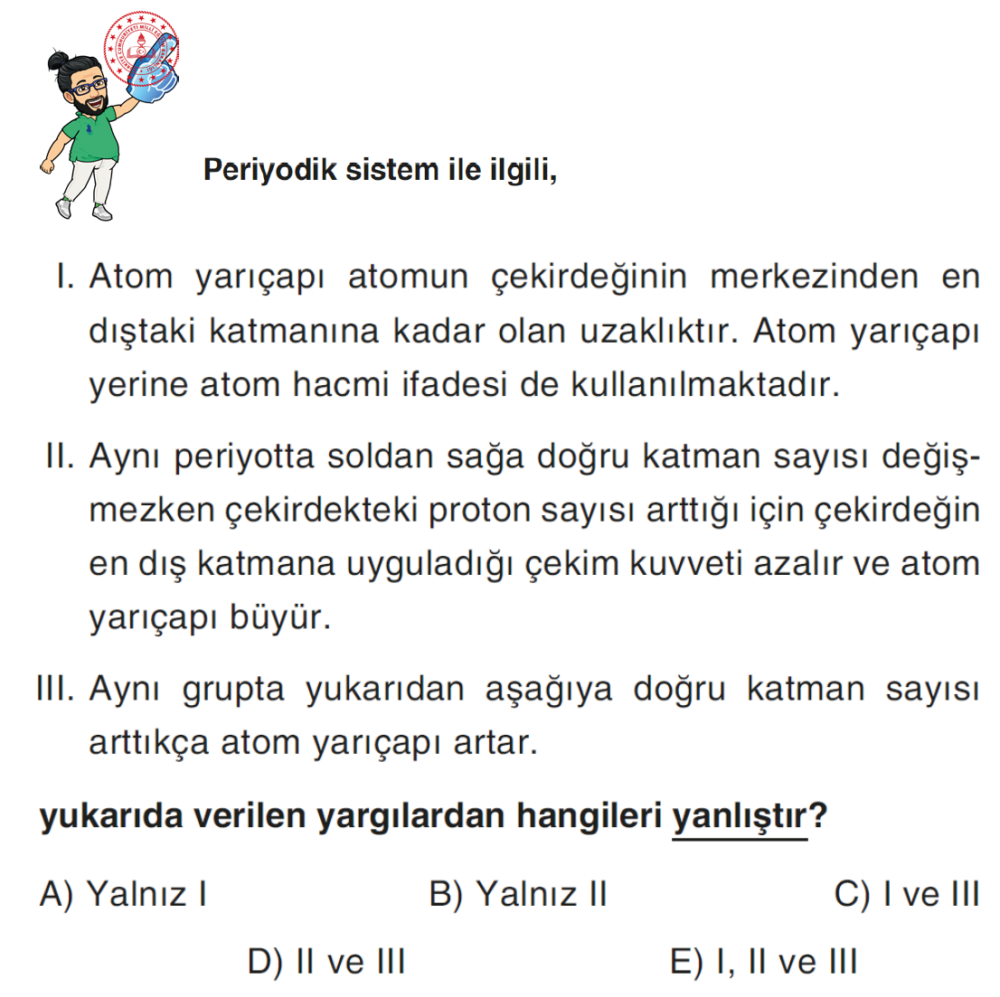 Periyodik sistem ile ilgili,
I. Atom yarıçapı atomun çekirdeğinin merkezinden en
dıştaki katmanına kadar olan uzaklıktır. Atom yarıçapı
yerine atom hacmi ifadesi de kullanılmaktadır.
II. Aynı periyotta soldan sağa doğru katman sayısı değiş-
mezken çekirdekteki proton sayısı arttığı için çekirdeğin
en dış katmana uyguladığı çekim kuvveti azalır ve atom
yarıçapı büyür.
III. Aynı grupta yukarıdan aşağıya doğru katman sayısı
arttıkça atom yarıçapı artar.
yukarıda verilen yargılardan hangileri yanlıştır?
A) Yalnız I B) Yalnız II C) I ve III
D) II ve III E) I, II ve III